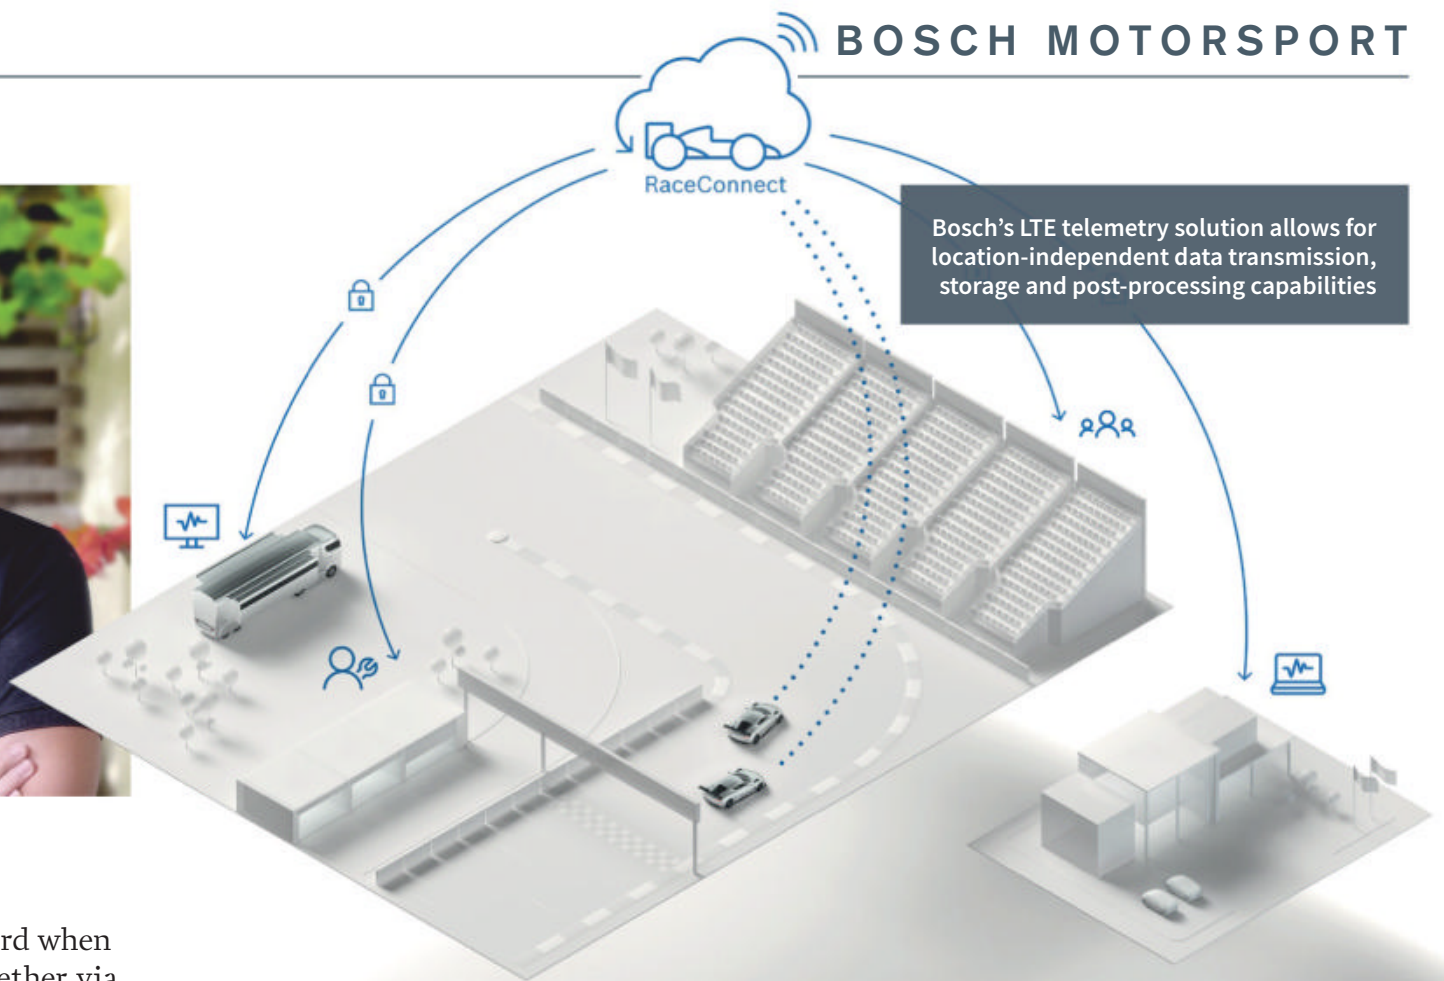 BOSCH MOTORSPORT
RaceConnect
Bosch’s LTE telemetry solution allows for
location-independent data transmission,
storage and post-processing capabilities
when
via